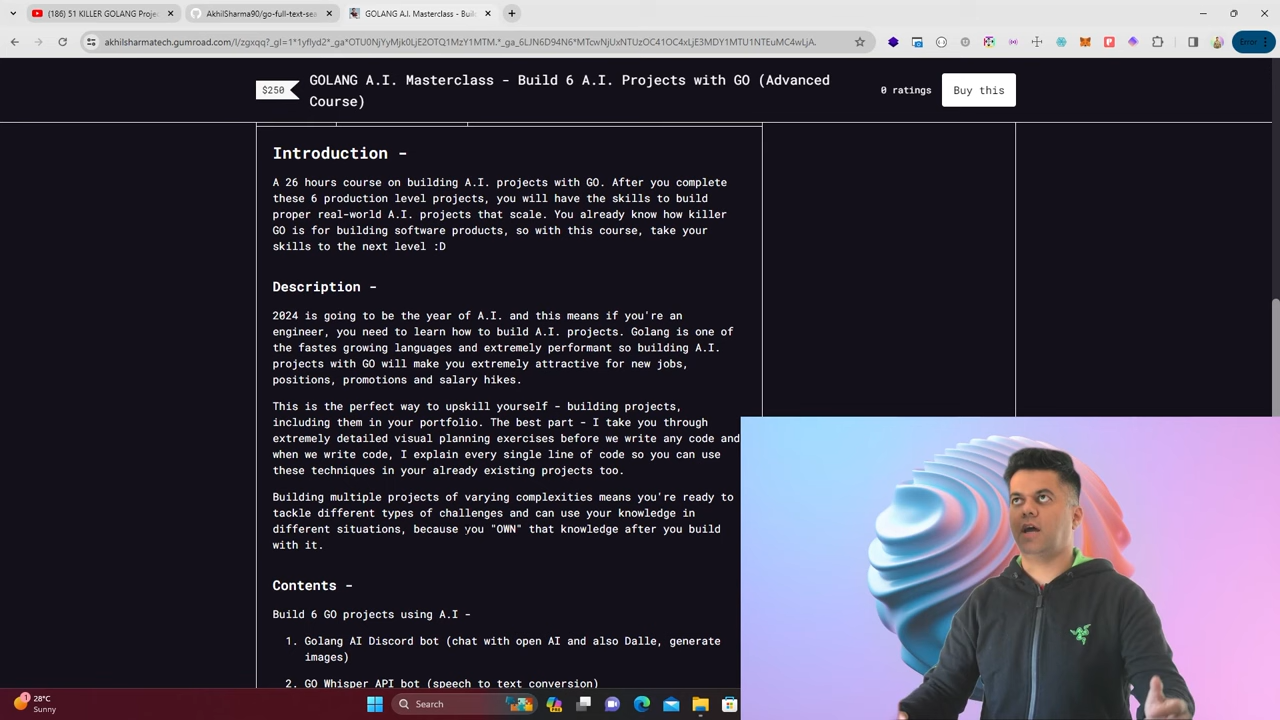 (186) 51 KILLER GOLANG Proje
AkhilSharma90/go-full-text-sea
GOLANG A.I. Masterclass - Buil
akhilsharmatech.gumroad.com/l/zgxqq?_gl=1*1yflyd2*_ga*OTU0NjYyMjk0LjE2OTQ1MzY1MTM.*_ga_6LJN6D94N6*MTcwNjUxNTUzOC41OC4xLjE3MDY1MTU1NTEuMC4wLjA.
Error
$250
GOLANG A.I. Masterclass - Build 6 A.I. Projects with GO (Advanced
Course)
0 ratings
Buy this
Introduction -
A 26 hours course on building A.I. projects with GO. After you complete
these 6 production level projects, you will have the skills to build
proper real-world A.I. projects that scale. You already know how killer
GO is for building software products, so with this course, take your
skills to the next level :D
Description -
2024 is going to be the year of A.I. and this means if you're an
engineer, you need to learn how to build A.I. projects. Golang is one of
the fastes growing languages and extremely performant so building A.I.
projects with GO will make you extremely attractive for new jobs,
positions, promotions and salary hikes.
This is the perfect way to upskill yourself - building projects,
including them in your portfolio. The best part - I take you through
extremely detailed visual planning exercises before we write any code and
when we write code, I explain every single line of code so you can use
these techniques in your already existing projects too.
Building multiple projects of varying complexities means you're ready to
tackle different types of challenges and can use your knowledge in
different situations, because you "OWN" that knowledge after you build
with it.
Contents -
Build 6 GO projects using A.I -
1. Golang AI Discord bot (chat with open AI and also Dalle, generate
images)
2. GO Whisper API bot (speech to text conversion)
28°C
Sunny
Search